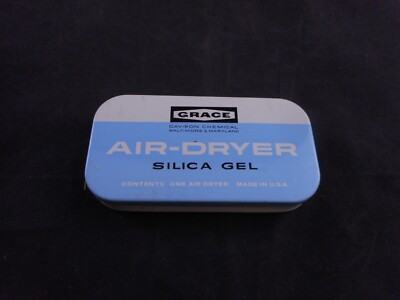 GRACE
DAVISON CHEMICAL
BALTIMORE 3 MARYLAND
AIR-DRYER
SILICA GEL
CONTENTS ONE AIR DRYER MADE IN U.S.A.